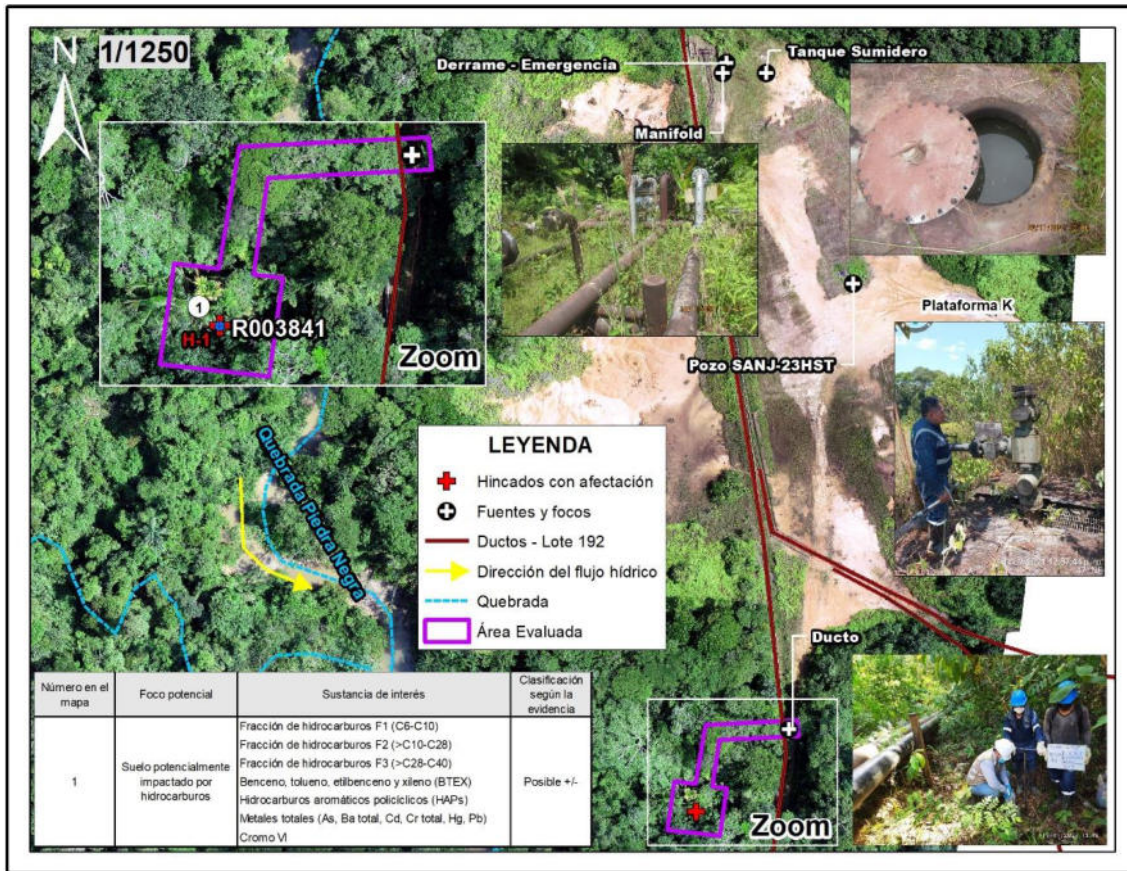 N
1/1250
Derrame - Emergencia
Tanque Sumidero
Manifold
1
H-1
R003841
Zoom
Plataforma K
Pozo SANJ-23HST
Quebrada Piedra Negra
LEYENDA
Hincados con afectación
Fuentes y focos
Ductos - Lote 192
Dirección del flujo hídrico
Quebrada
Área Evaluada
Ducto
Zoom
Número en el mapa
Foco potencial
Sustancia de interés
Clasificación según la evidencia
1
Suelo potencialmente impactado por hidrocarburos
Fracción de hidrocarburos F1 (C6-C10)
Fracción de hidrocarburos F2 (>C10-C28)
Fracción de hidrocarburos F3 (>C28-C40)
Benceno, tolueno, etilbenceno y xileno (BTEX)
Hidrocarburos aromáticos policíclicos (HAPs)
Metales totales (As, Ba total, Cd, Cr total, Hg, Pb)
Cromo VI
Posible +/-